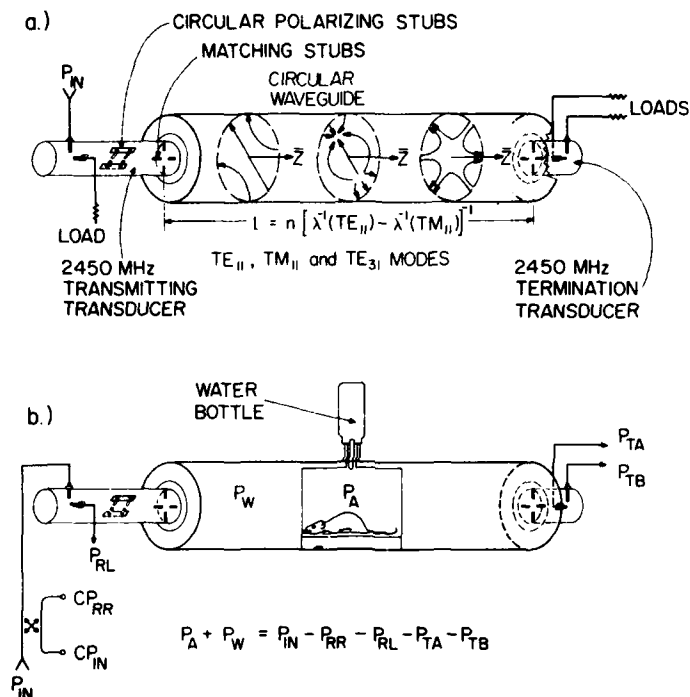 a.)
CIRCULAR POLARIZING STUBS
MATCHING STUBS
P_IN
CIRCULAR
WAVEGUIDE
LOADS
Z̅ Z̅ Z̅
L = n [λ⁻¹(TE₁₁) − λ⁻¹(TM₁₁)]⁻¹
LOAD
TE₁₁, TM₁₁ and TE₃₁ MODES
2450 MHz
TRANSMITTING
TRANSDUCER
2450 MHz
TERMINATION
TRANSDUCER
b.)
WATER
BOTTLE
P_TA
P_TB
P_W
P_A
P_RL
CP_RR
CP_IN
P_IN
P_A + P_W = P_IN − P_RR − P_RL − P_TA − P_TB